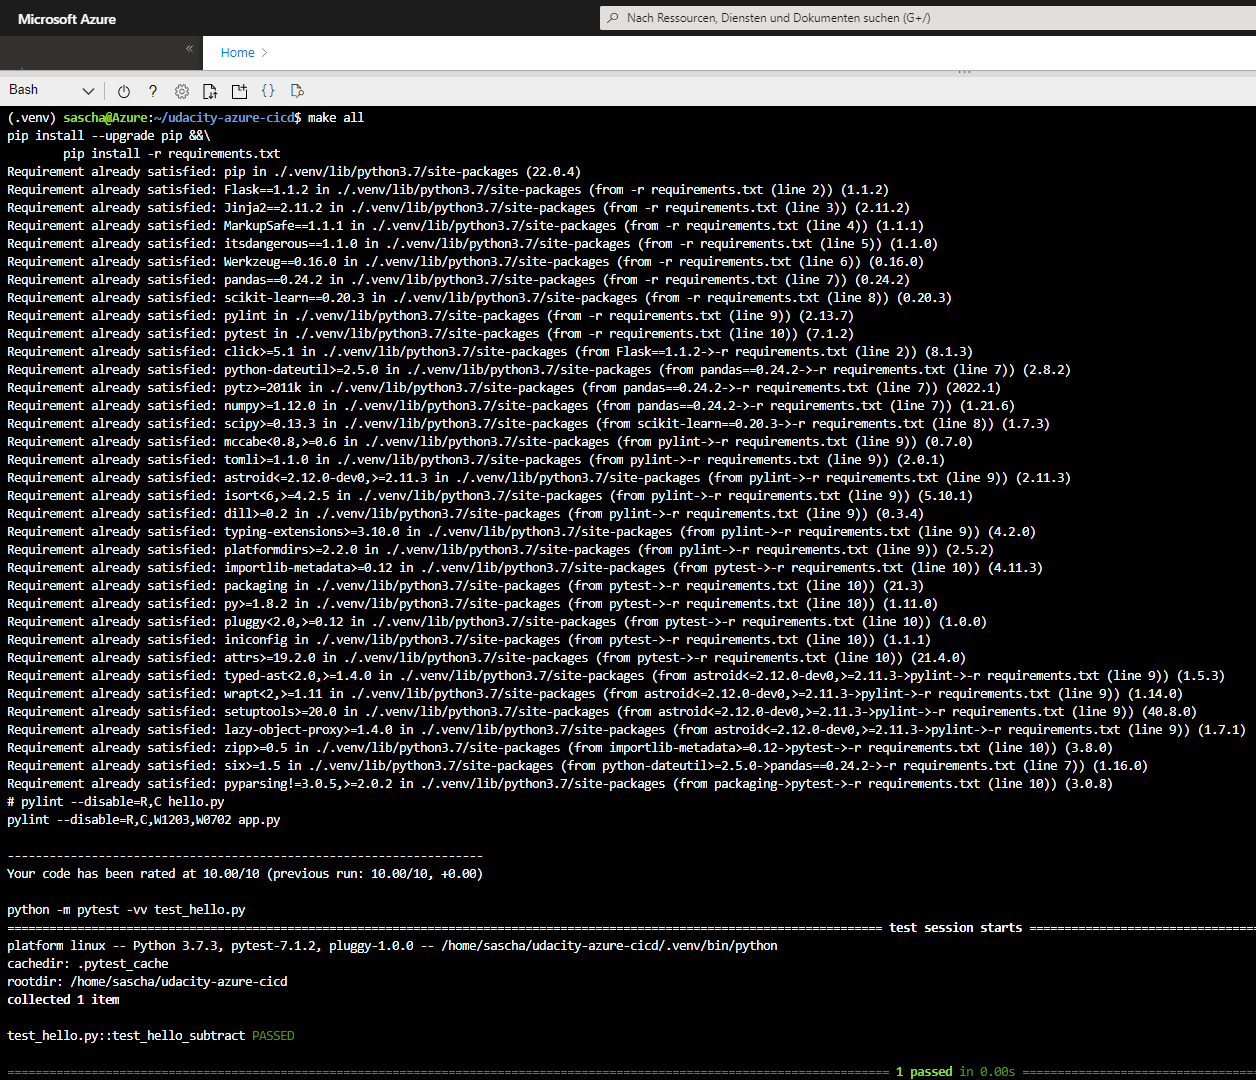 Microsoft Azure
Nach Ressourcen, Diensten und Dokumenten suchen (G+/)
Home
Bash
(.venv) sascha@Azure:~/udacity-azure-cicd$ make all
pip install --upgrade pip &&\
pip install -r requirements.txt
Requirement already satisfied: pip in ./.venv/lib/python3.7/site-packages (22.0.4)
Requirement already satisfied: Flask==1.1.2 in ./.venv/lib/python3.7/site-packages (from -r requirements.txt (line 2)) (1.1.2)
Requirement already satisfied: Jinja2==2.11.2 in ./.venv/lib/python3.7/site-packages (from -r requirements.txt (line 3)) (2.11.2)
Requirement already satisfied: MarkupSafe==1.1.1 in ./.venv/lib/python3.7/site-packages (from -r requirements.txt (line 4)) (1.1.1)
Requirement already satisfied: itsdangerous==1.1.0 in ./.venv/lib/python3.7/site-packages (from -r requirements.txt (line 5)) (1.1.0)
Requirement already satisfied: Werkzeug==0.16.0 in ./.venv/lib/python3.7/site-packages (from -r requirements.txt (line 6)) (0.16.0)
Requirement already satisfied: pandas==0.24.2 in ./.venv/lib/python3.7/site-packages (from -r requirements.txt (line 7)) (0.24.2)
Requirement already satisfied: scikit-learn==0.20.3 in ./.venv/lib/python3.7/site-packages (from -r requirements.txt (line 8)) (0.20.3)
Requirement already satisfied: pylint in ./.venv/lib/python3.7/site-packages (from -r requirements.txt (line 9)) (2.13.7)
Requirement already satisfied: pytest in ./.venv/lib/python3.7/site-packages (from -r requirements.txt (line 10)) (7.1.2)
Requirement already satisfied: click>=5.1 in ./.venv/lib/python3.7/site-packages (from Flask==1.1.2->-r requirements.txt (line 2)) (8.1.3)
Requirement already satisfied: python-dateutil>=2.5.0 in ./.venv/lib/python3.7/site-packages (from pandas==0.24.2->-r requirements.txt (line 7)) (2.8.2)
Requirement already satisfied: pytz>=2011k in ./.venv/lib/python3.7/site-packages (from pandas==0.24.2->-r requirements.txt (line 7)) (2022.1)
Requirement already satisfied: numpy>=1.12.0 in ./.venv/lib/python3.7/site-packages (from pandas==0.24.2->-r requirements.txt (line 7)) (1.21.6)
Requirement already satisfied: scipy>=0.13.3 in ./.venv/lib/python3.7/site-packages (from scikit-learn==0.20.3->-r requirements.txt (line 8)) (1.7.3)
Requirement already satisfied: mccabe<0.8,>=0.6 in ./.venv/lib/python3.7/site-packages (from pylint->-r requirements.txt (line 9)) (0.7.0)
Requirement already satisfied: tomli>=1.1.0 in ./.venv/lib/python3.7/site-packages (from pylint->-r requirements.txt (line 9)) (2.0.1)
Requirement already satisfied: astroid<=2.12.0-dev0,>=2.11.3 in ./.venv/lib/python3.7/site-packages (from pylint->-r requirements.txt (line 9)) (2.11.3)
Requirement already satisfied: isort<6,>=4.2.5 in ./.venv/lib/python3.7/site-packages (from pylint->-r requirements.txt (line 9)) (5.10.1)
Requirement already satisfied: dill>=0.2 in ./.venv/lib/python3.7/site-packages (from pylint->-r requirements.txt (line 9)) (0.3.4)
Requirement already satisfied: typing-extensions>=3.10.0 in ./.venv/lib/python3.7/site-packages (from pylint->-r requirements.txt (line 9)) (4.2.0)
Requirement already satisfied: platformdirs>=2.2.0 in ./.venv/lib/python3.7/site-packages (from pylint->-r requirements.txt (line 9)) (2.5.2)
Requirement already satisfied: importlib-metadata>=0.12 in ./.venv/lib/python3.7/site-packages (from pytest->-r requirements.txt (line 10)) (4.11.3)
Requirement already satisfied: packaging in ./.venv/lib/python3.7/site-packages (from pytest->-r requirements.txt (line 10)) (21.3)
Requirement already satisfied: py>=1.8.2 in ./.venv/lib/python3.7/site-packages (from pytest->-r requirements.txt (line 10)) (1.11.0)
Requirement already satisfied: pluggy<2.0,>=0.12 in ./.venv/lib/python3.7/site-packages (from pytest->-r requirements.txt (line 10)) (1.0.0)
Requirement already satisfied: iniconfig in ./.venv/lib/python3.7/site-packages (from pytest->-r requirements.txt (line 10)) (1.1.1)
Requirement already satisfied: attrs>=19.2.0 in ./.venv/lib/python3.7/site-packages (from pytest->-r requirements.txt (line 10)) (21.4.0)
Requirement already satisfied: typed-ast<2.0,>=1.4.0 in ./.venv/lib/python3.7/site-packages (from astroid<=2.12.0-dev0,>=2.11.3->pylint->-r requirements.txt (line 9)) (1.5.3)
Requirement already satisfied: wrapt<2,>=1.11 in ./.venv/lib/python3.7/site-packages (from astroid<=2.12.0-dev0,>=2.11.3->pylint->-r requirements.txt (line 9)) (1.14.0)
Requirement already satisfied: setuptools>=20.0 in ./.venv/lib/python3.7/site-packages (from astroid<=2.12.0-dev0,>=2.11.3->pylint->-r requirements.txt (line 9)) (40.8.0)
Requirement already satisfied: lazy-object-proxy>=1.4.0 in ./.venv/lib/python3.7/site-packages (from astroid<=2.12.0-dev0,>=2.11.3->pylint->-r requirements.txt (line 9)) (1.7.1)
Requirement already satisfied: zipp>=0.5 in ./.venv/lib/python3.7/site-packages (from importlib-metadata>=0.12->pytest->-r requirements.txt (line 10)) (3.8.0)
Requirement already satisfied: six>=1.5 in ./.venv/lib/python3.7/site-packages (from python-dateutil>=2.5.0->pandas==0.24.2->-r requirements.txt (line 7)) (1.16.0)
Requirement already satisfied: pyparsing!=3.0.5,>=2.0.2 in ./.venv/lib/python3.7/site-packages (from packaging->pytest->-r requirements.txt (line 10)) (3.0.8)
# pylint --disable=R,C hello.py
pylint --disable=R,C,W1203,W0702 app.py
--------------------------------------------------------------------
Your code has been rated at 10.00/10 (previous run: 10.00/10, +0.00)
python -m pytest -vv test_hello.py
============================= test session starts =============================
platform linux -- Python 3.7.3, pytest-7.1.2, pluggy-1.0.0 -- /home/sascha/udacity-azure-cicd/.venv/bin/python
cachedir: .pytest_cache
rootdir: /home/sascha/udacity-azure-cicd
collected 1 item
test_hello.py::test_hello_subtract PASSED
============================= 1 passed in 0.00s =============================